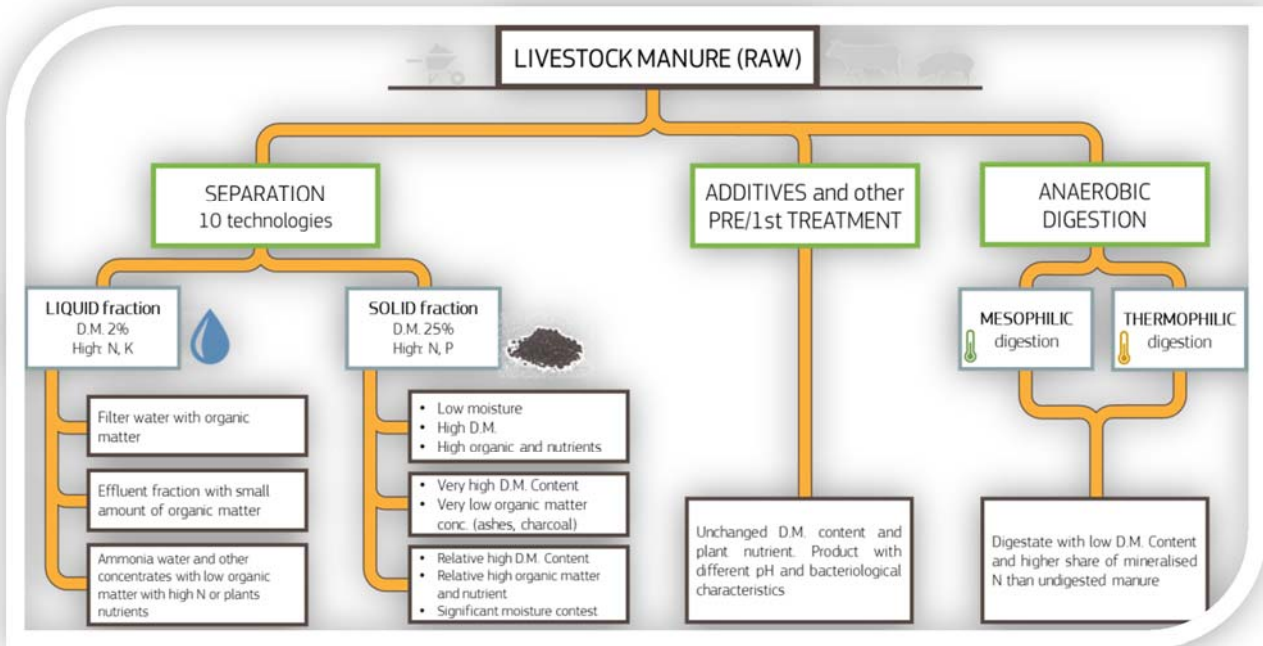 LIVESTOCK MANURE (RAW)
SEPARATION
10 technologies
ADDITIVES and other
PRE/1st TREATMENT
ANAEROBIC
DIGESTION
LIQUID fraction
D.M. 2%
High: N, K
SOLID fraction
D.M. 25%
High: N, P
MESOPHILIC
digestion
THERMOPHILIC
digestion
Filter water with organic
matter
Effluent fraction with small
amount of organic matter
Ammonia water and other
concentrates with low organic
matter with high N or plants
nutrients
• Low moisture
• High D.M.
• High organic and nutrients
• Very high D.M. Content
• Very low organic matter
conc. (ashes, charcoal)
• Relative high D.M. Content
• Relative high organic matter
and nutrient
• Significant moisture contest
Unchanged D.M. content and
plant nutrient. Product with
different pH and bacteriological
characteristics
Digestate with low D.M. Content
and higher share of mineralised
N than undigested manure